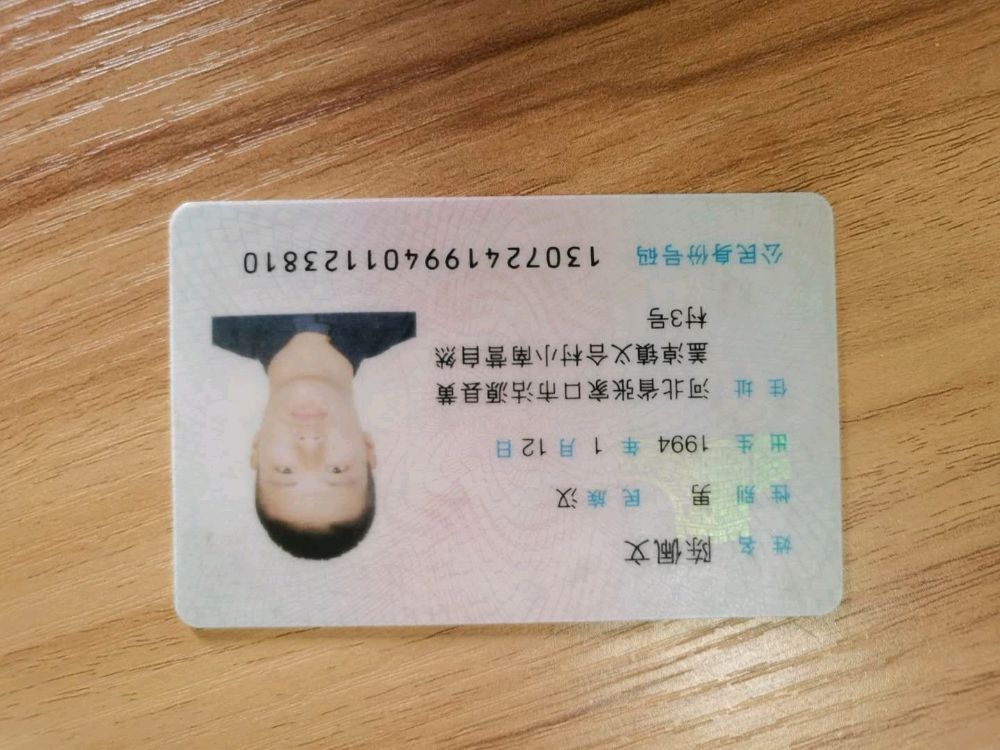 姓名 陈佩文
性别 男 民族 汉
出生 1994 年 1 月 12 日
住址 河北省张家口市沽源县黄
盖淖镇义合村小南营自然
村3号
公民身份号码 130724199401123810